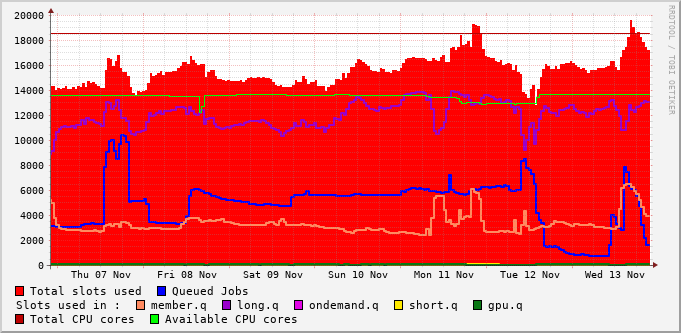 20000
18000
16000
14000
12000
10000
8000
6000
4000
2000
0
Thu 07 Nov Fri 08 Nov Sat 09 Nov Sun 10 Nov Mon 11 Nov Tue 12 Nov Wed 13 Nov
RRDTOOL / TOBI OETIKER
Total slots used Queued Jobs
Slots used in : member.q long.q ondemand.q short.q gpu.q
Total CPU cores Available CPU cores